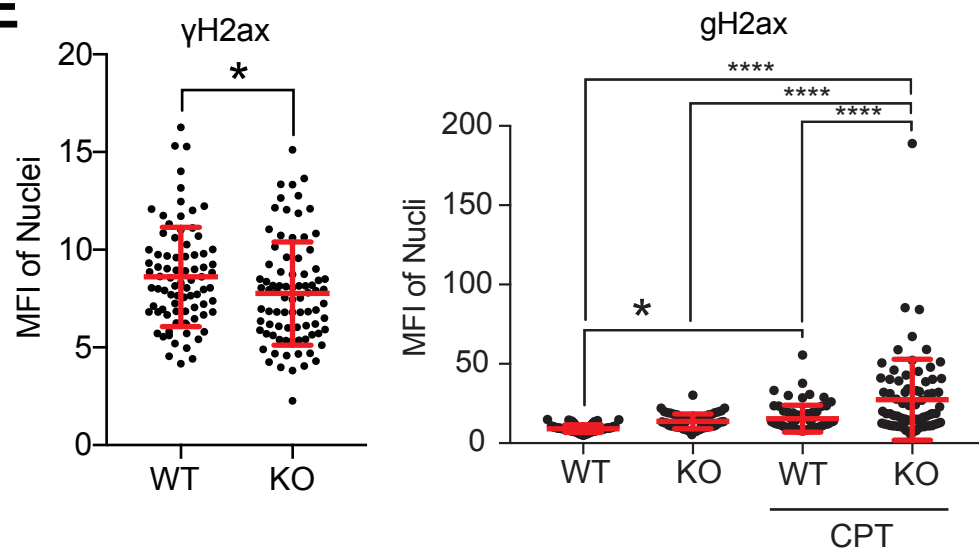 γH2ax
20
15
10
5
0
MFI of Nuclei
*
WT KO
gH2ax
****
****
****
200
150
100
50
0
MFI of Nucli
*
WT KO WT KO
CPT